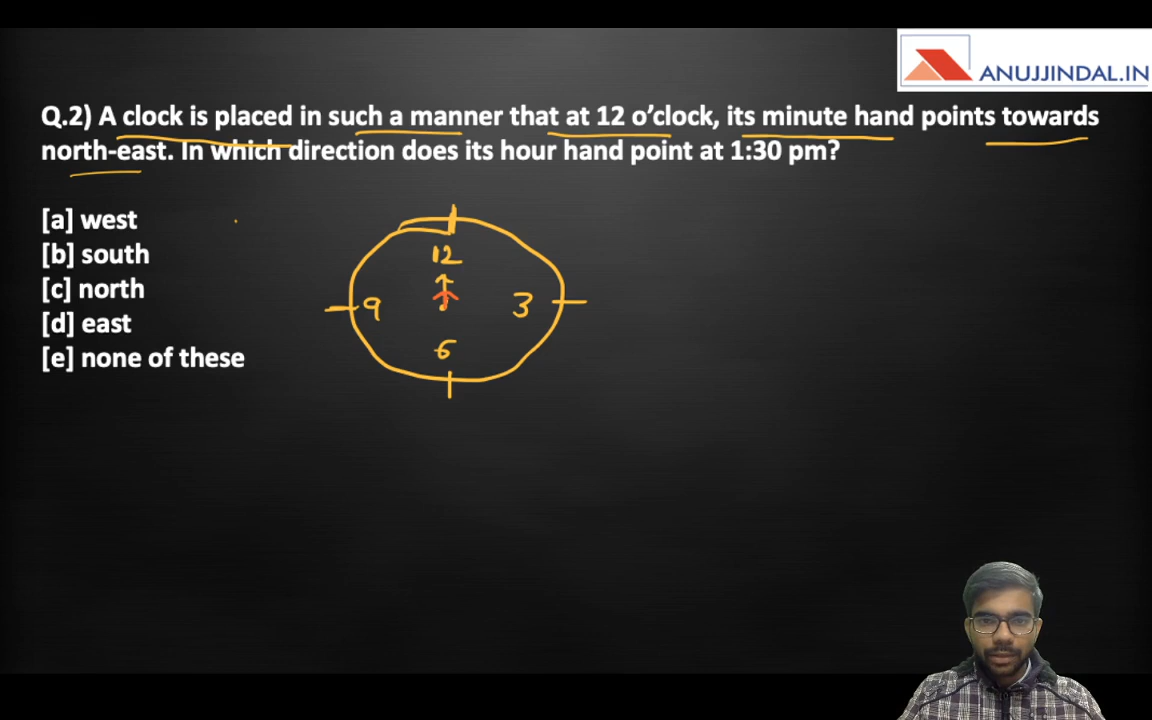 ANUJJINDAL.IN
Q.2) A clock is placed in such a manner that at 12 o’clock, its minute hand points towards
north-east. In which direction does its hour hand point at 1:30 pm?
[a] west
[b] south
[c] north
[d] east
[e] none of these
12
9 3
6